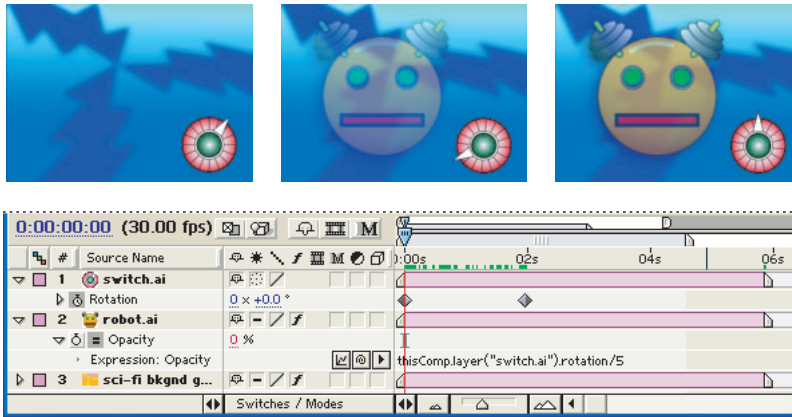 0:00:00:00 (30.00 fps) M
# Source Name f M ):00s 02s 04s 06s
1 switch.ai
Rotation 0 × +0.0 °
2 robot.ai f
Opacity 0 %
Expression: Opacity thisComp.layer("switch.ai").rotation/5
3 sci-fi bkgnd g... f
Switches / Modes